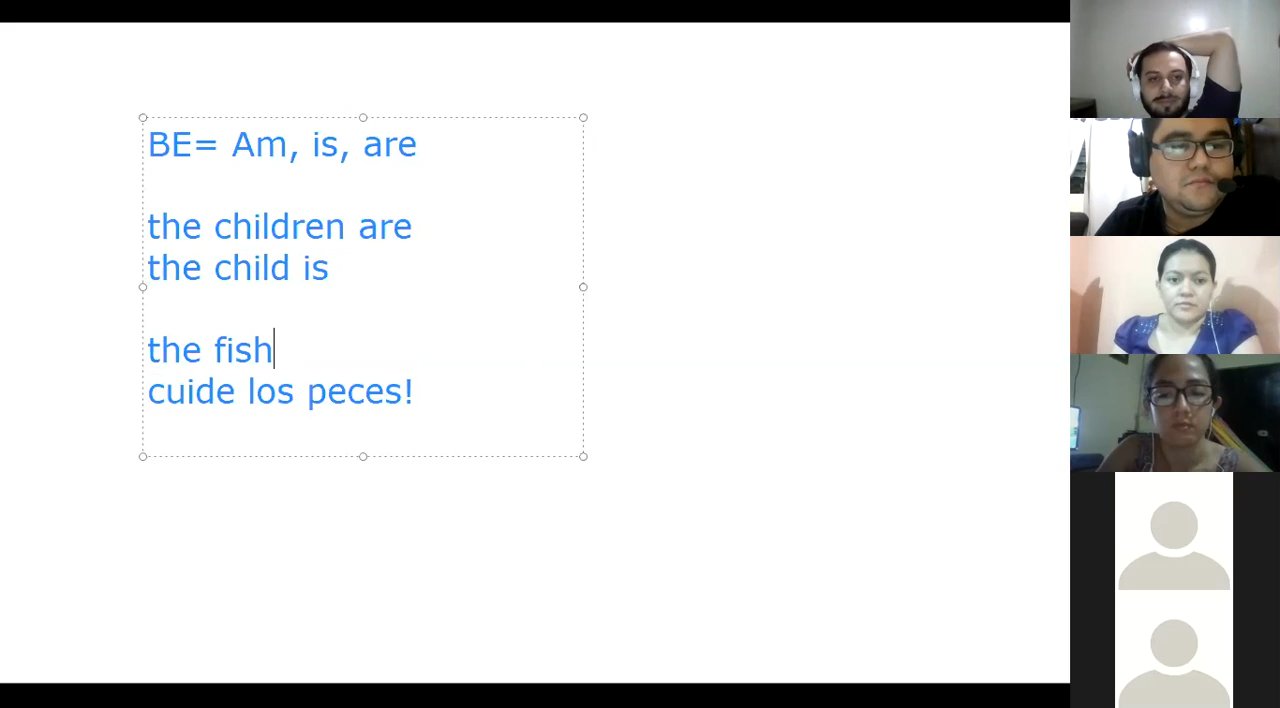 BE= Am, is, are
the children are
the child is
the fish
cuide los peces!